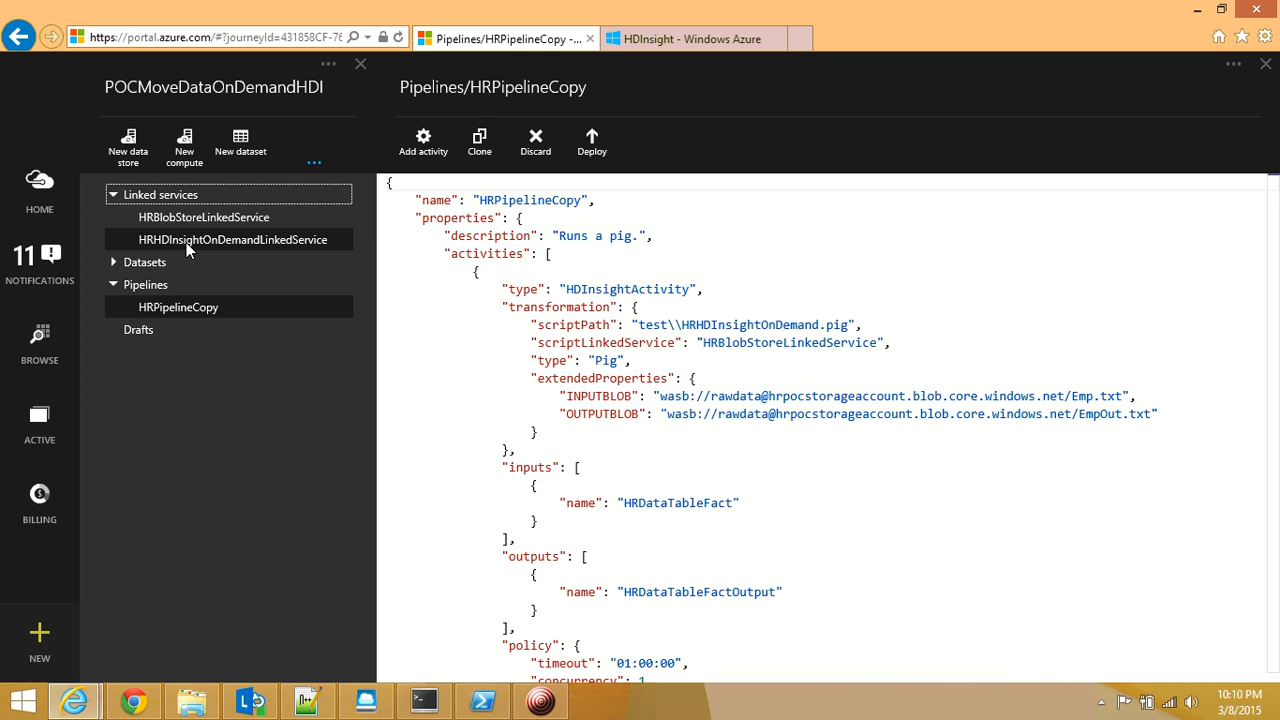 https://portal.azure.com/#?journeyId=431858CF-76
Pipelines/HRPipelineCopy -...
HDInsight - Windows Azure
POCMoveDataOnDemandHDI
Pipelines/HRPipelineCopy
New data store
New compute
New dataset
Add activity
Clone
Discard
Deploy
HOME
11
NOTIFICATIONS
BROWSE
ACTIVE
BILLING
NEW
Linked services
HRBlobStoreLinkedService
HRHDInsightOnDemandLinkedService
Datasets
Pipelines
HRPipelineCopy
Drafts
{
"name": "HRPipelineCopy",
"properties": {
"description": "Runs a pig.",
"activities": [
{
"type": "HDInsightActivity",
"transformation": {
"scriptPath": "test\\HRHDInsightOnDemand.pig",
"scriptLinkedService": "HRBlobStoreLinkedService",
"type": "Pig",
"extendedProperties": {
"INPUTBLOB": "wasb://rawdata@hrpocstorageaccount.blob.core.windows.net/Emp.txt",
"OUTPUTBLOB": "wasb://rawdata@hrpocstorageaccount.blob.core.windows.net/EmpOut.txt"
}
},
"inputs": [
{
"name": "HRDataTableFact"
}
],
"outputs": [
{
"name": "HRDataTableFactOutput"
}
],
"policy": {
"timeout": "01:00:00",
"concurrency": 1
10:10 PM
3/8/2015